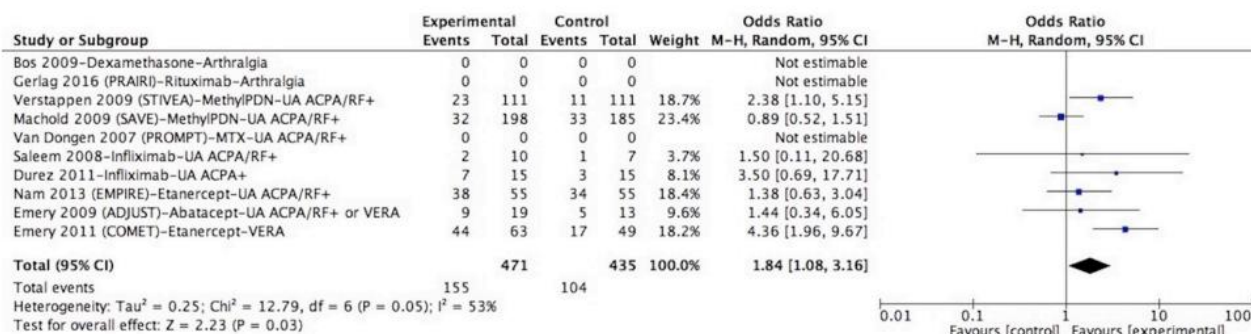 Experimental Control Odds Ratio Odds Ratio
Study or Subgroup Events Total Events Total Weight M-H, Random, 95% CI M-H, Random, 95% CI
Bos 2009-Dexamethasone-Arthralgia 0 0 0 0 Not estimable
Gerlag 2016 (PRAIRI)-Rituximab-Arthralgia 0 0 0 0 Not estimable
Verstappen 2009 (STIVEA)-MethylPDN-UA ACPA/RF+ 23 111 11 111 18.7% 2.38 [1.10, 5.15]
Machold 2009 (SAVE)-MethylPDN-UA ACPA/RF+ 32 198 33 185 23.4% 0.89 [0.52, 1.51]
Van Dongen 2007 (PROMPT)-MTX-UA ACPA/RF+ 0 0 0 0 Not estimable
Saleem 2008-Infliximab-UA ACPA/RF+ 2 10 1 7 3.7% 1.50 [0.11, 20.68]
Durez 2011-Infliximab-UA ACPA+ 7 15 3 15 8.1% 3.50 [0.69, 17.71]
Nam 2013 (EMPIRE)-Etanercept-UA ACPA/RF+ 38 55 34 55 18.4% 1.38 [0.63, 3.04]
Emery 2009 (ADJUST)-Abatacept-UA ACPA/RF+ or VERA 9 19 5 13 9.6% 1.44 [0.34, 6.05]
Emery 2011 (COMET)-Etanercept-VERA 44 63 17 49 18.2% 4.36 [1.96, 9.67]
Total (95% CI) 471 435 100.0% 1.84 [1.08, 3.16]
Total events 155 104
Heterogeneity: Tau² = 0.25; Chi² = 12.79, df = 6 (P = 0.05); I² = 53%
Test for overall effect: Z = 2.23 (P = 0.03)
0.01 0.1 1 10 100
Favours [control] Favours [experimental]